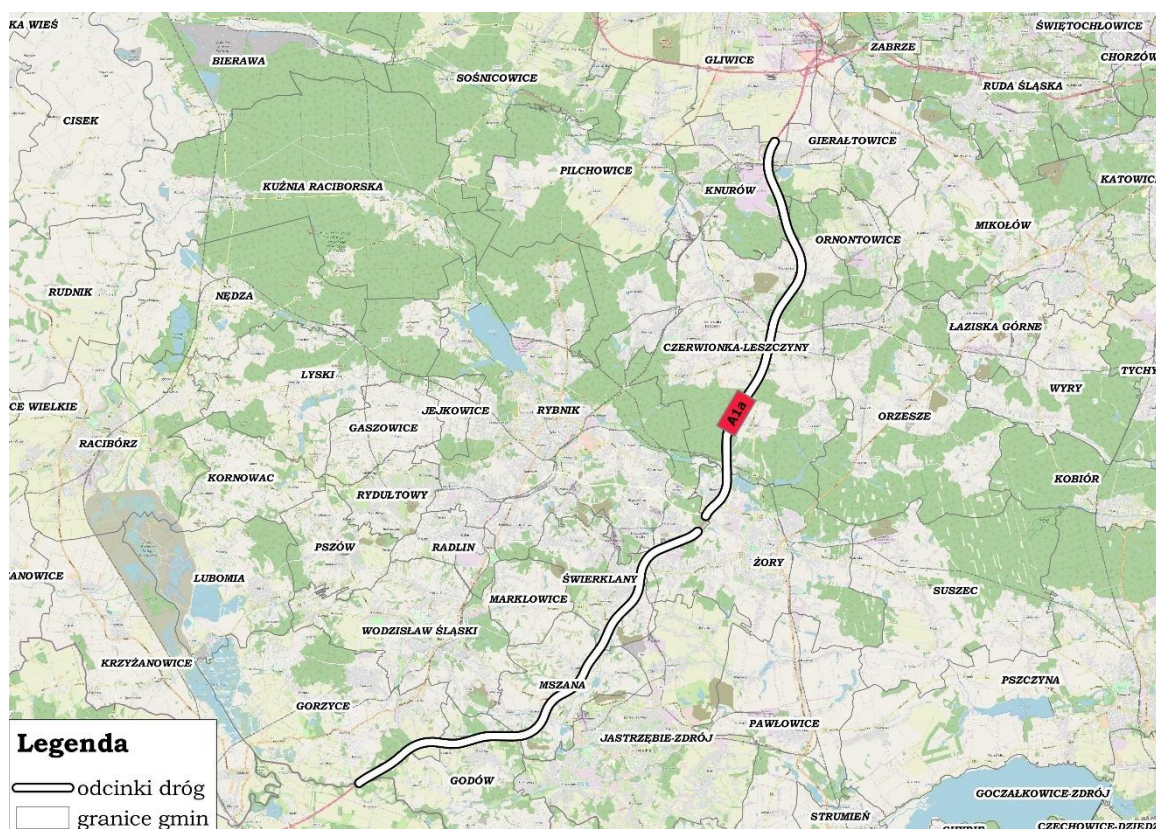 KA WIEŚ
BIERAWA
SOŚNICOWICE
GLIWICE
ZABRZE
ŚWIĘTOCHŁOWICE
CHORZÓW
RUDA ŚLĄSKA
CISEK
GIERAŁTOWICE
PILCHOWICE
KATOWIC
KUŹNIA RACIBORSKA
KNURÓW
MIKOŁÓW
ORNONTOWICE
RUDNIK
NĘDZA
ŁAZISKA GÓRNE
CZERWIONKA-LESZCZYNY
LYSKI
TYCHY
WYRY
CE WIELKIE
JEJKOWICE
RYBNIK
A1a
ORZESZE
GASZOWICE
RACIBÓRZ
KORNOWAC
KOBIÓR
RYDUŁTOWY
PSZÓW
RADLIN
ŻORY
LUBOMIA
ŚWIERKLANY
SUSZEC
MARKLOWICE
WODZISŁAW ŚLĄSKI
KRZYŻANOWICE
PSZCZYNA
MSZANA
GORZYCE
PAWŁOWICE
JASTRZĘBIE-ZDRÓJ
Legenda
GODÓW
odcinki dróg
GOCZAŁKOWICE-ZDRÓJ
granice gmin
STRUMIEŃ